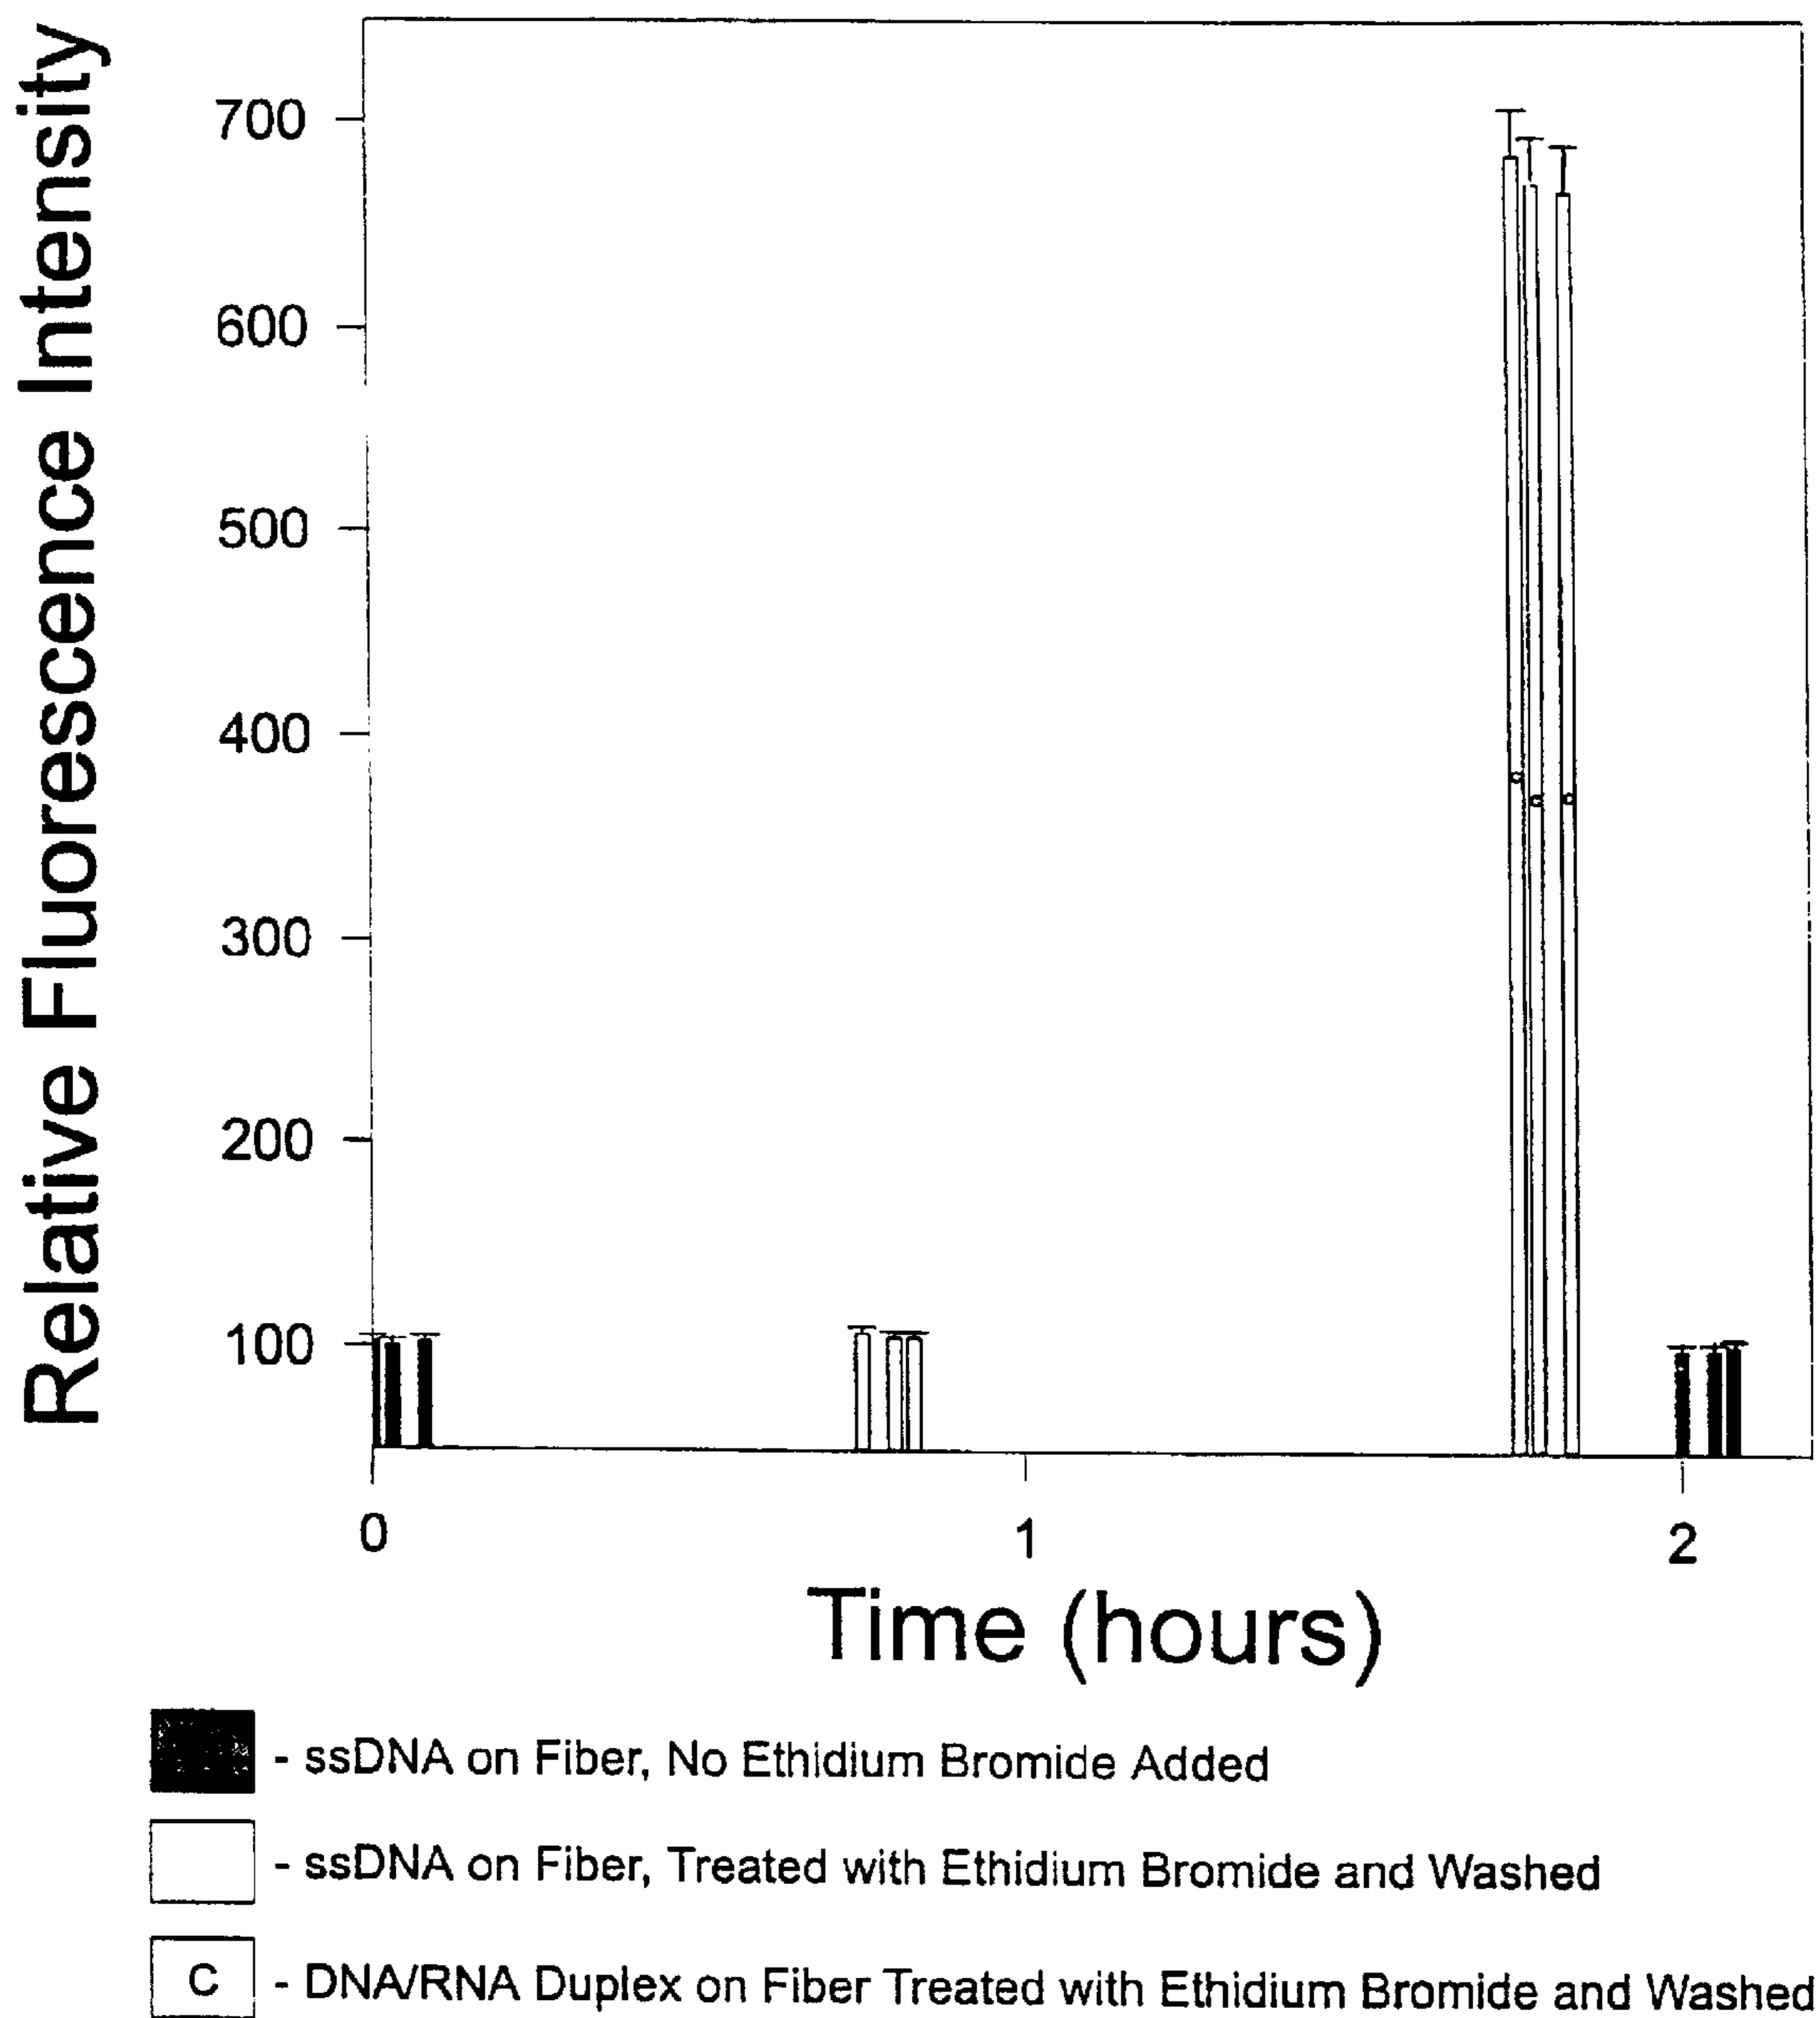 Relative Fluorescence Intensity
700
600
500
400
300
200
100
C
C
C
0
1
2
Time (hours)
- ssDNA on Fiber, No Ethidium Bromide Added
- ssDNA on Fiber, Treated with Ethidium Bromide and Washed
C - DNA/RNA Duplex on Fiber Treated with Ethidium Bromide and Washed